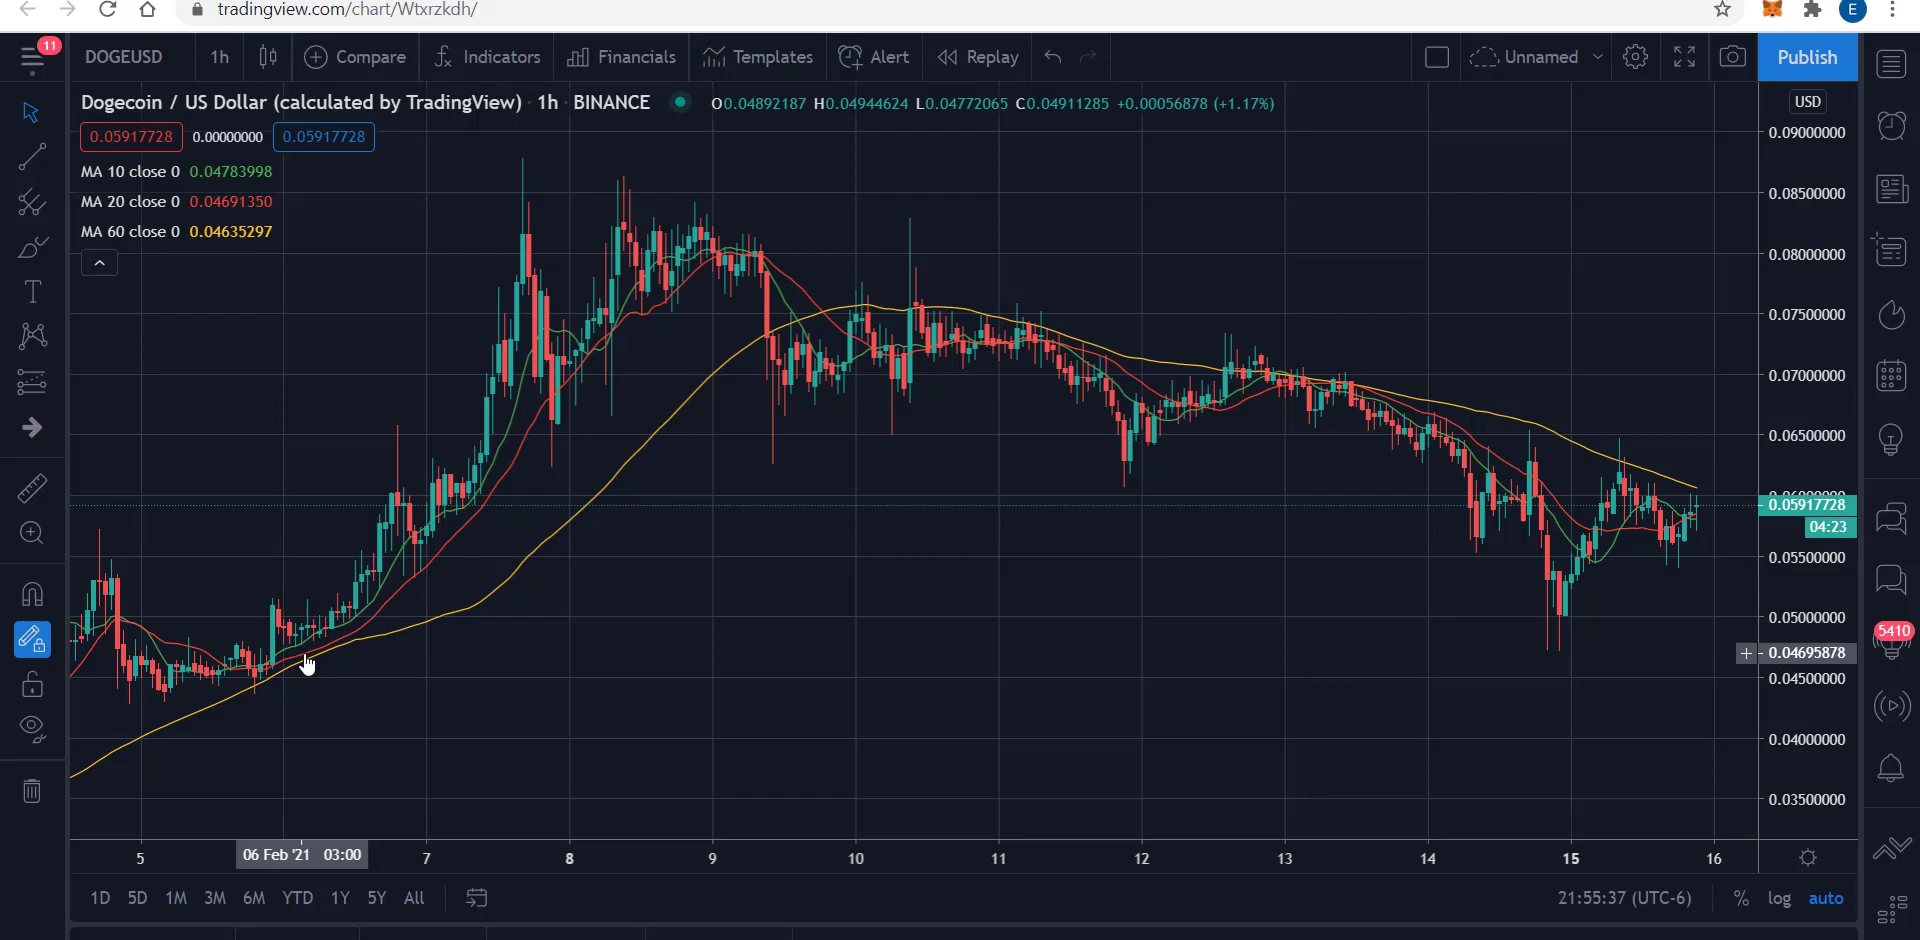 tradingview.com/chart/Wtxrzkdh/
E
11
DOGEUSD 1h Compare Indicators Financials Templates Alert Replay Unnamed Publish
Dogecoin / US Dollar (calculated by TradingView) · 1h · BINANCE O0.04892187 H0.04944624 L0.04772065 C0.04911285 +0.00056878 (+1.17%)
USD
0.05917728 0.00000000 0.05917728
MA 10 close 0 0.04783998
MA 20 close 0 0.04691350
MA 60 close 0 0.04635297
0.09000000
0.08500000
0.08000000
0.07500000
0.07000000
0.06500000
0.05917728
04:23
0.05500000
0.05000000
5410
+ 0.04695878
0.04500000
0.04000000
0.03500000
5 06 Feb '21 03:00 7 8 9 10 11 12 13 14 15 16
1D 5D 1M 3M 6M YTD 1Y 5Y All 21:55:37 (UTC-6) % log auto